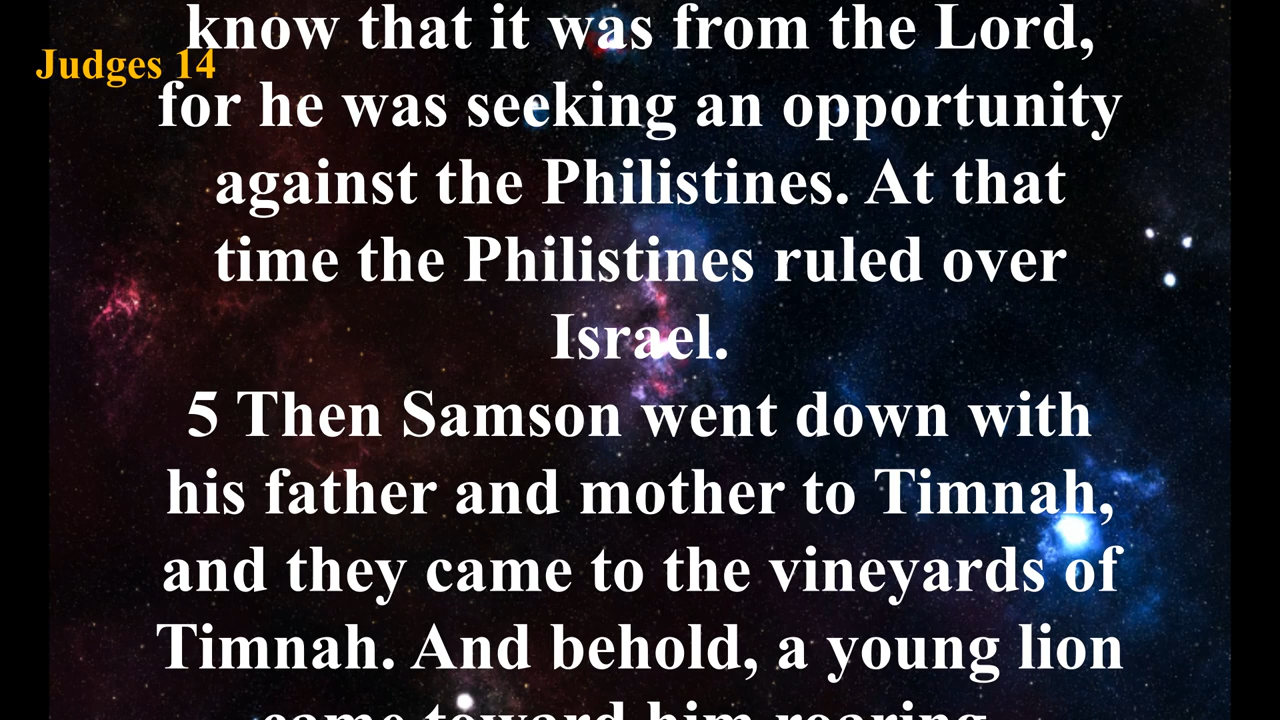 know that it was from the Lord,
Judges 14
for he was seeking an opportunity
against the Philistines. At that
time the Philistines ruled over
Israel.
5 Then Samson went down with
his father and mother to Timnah,
and they came to the vineyards of
Timnah. And behold, a young lion
came toward him roaring.